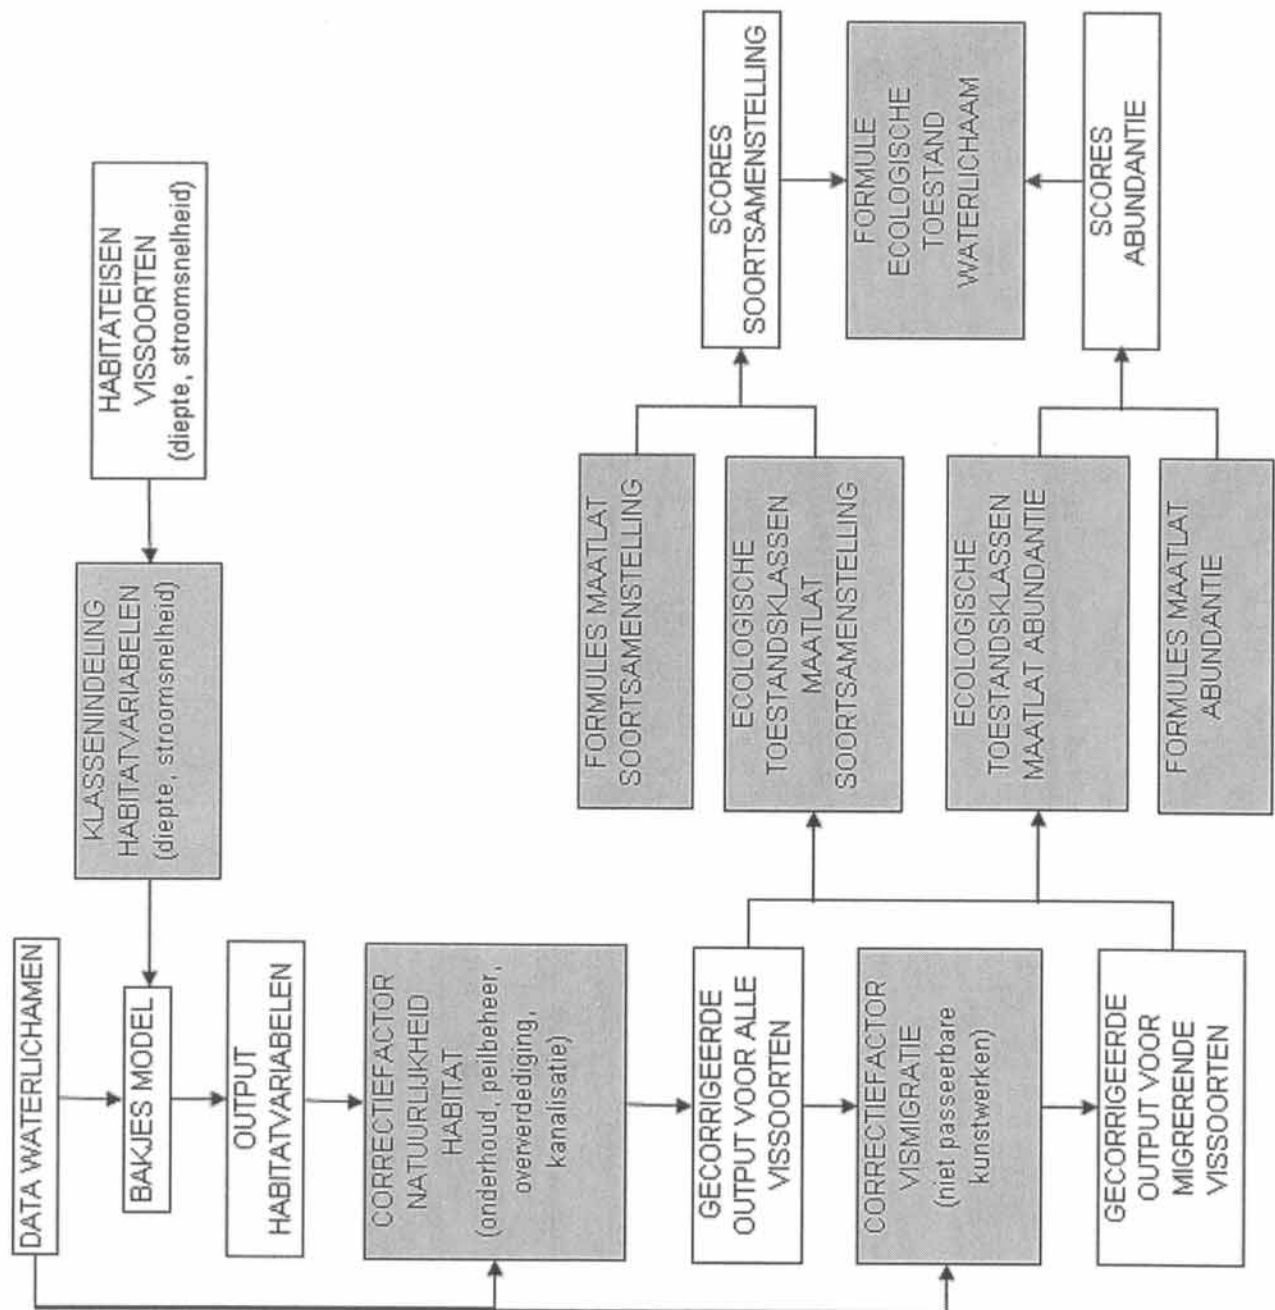 DATA WATERLICHAMEN
BAKJES MODEL
OUTPUT
HABITATVARIABELEN
CORRECTIEFACTOR
NATUURLIJKHEID
HABITAT
(onderhoud, peilbeheer,
oeververdediging,
kanalisatie)
GECORRIGEERDE
OUTPUT VOOR ALLE
VISSOORTEN
CORRECTIEFACTOR
VISMIGRATIE
(niet passeerbare
kunstwerken)
GECORRIGEERDE
OUTPUT VOOR
MIGRERENDE
VISSOORTEN
KLASSENINDELING
HABITATVARIABELEN
(diepte, stroomsnelheid)
HABITATEISEN
VISSOORTEN
(diepte, stroomsnelheid)
FORMULES MAATLAT
SOORTSAMENSTELLING
ECOLOGISCHE
TOESTANDSKLASSEN
MAATLAT
SOORTSAMENSTELLING
ECOLOGISCHE
TOESTANDSKLASSEN
MAATLAT ABUNDANTIE
FORMULES MAATLAT
ABUNDANTIE
SCORES
SOORTSAMENSTELLING
FORMULE
ECOLOGISCHE
TOESTAND
WATERLICHAAM
SCORES
ABUNDANTIE